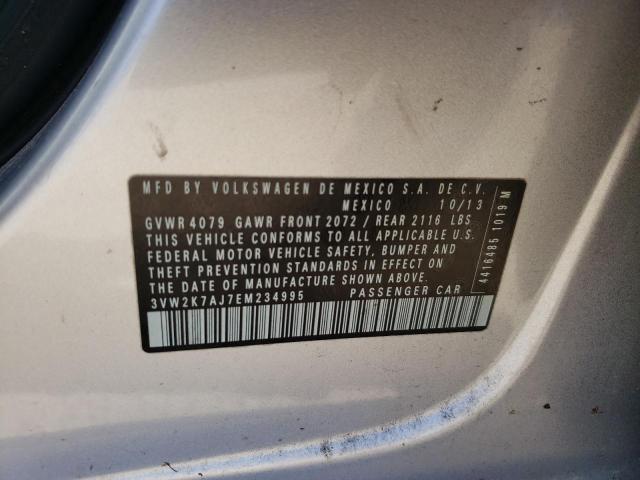 MFD BY VOLKSWAGEN DE MEXICO S.A. DE C.V.
MEXICO 10/13
GVWR 4079 GAWR FRONT 2072 / REAR 2116 LBS
THIS VEHICLE CONFORMS TO ALL APPLICABLE U.S.
FEDERAL MOTOR VEHICLE SAFETY, BUMPER AND
THEFT PREVENTION STANDARDS IN EFFECT ON
THE DATE OF MANUFACTURE SHOWN ABOVE.
3VW2K7AJ7EM234995 PASSENGER CAR
4416485 1019 M